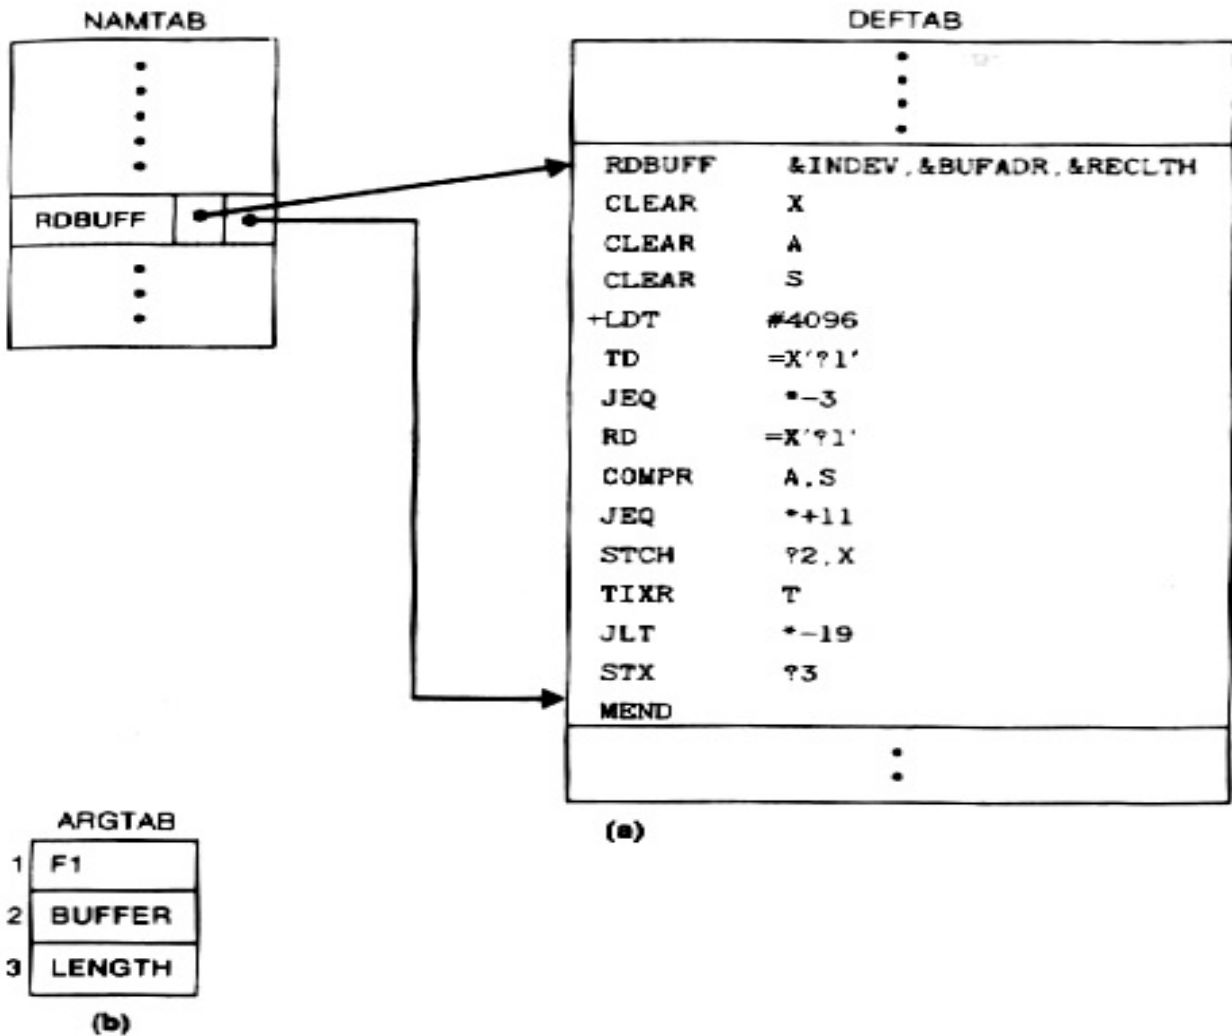 NAMTAB
RDBUFF
DEFTAB
RDBUFF &INDEV,&BUFADR,&RECLTH
CLEAR X
CLEAR A
CLEAR S
+LDT #4096
TD =X'?1'
JEQ *-3
RD =X'?1'
COMPR A,S
JEQ *+11
STCH ?2,X
TIXR T
JLT *-19
STX ?3
MEND
(a)
ARGTAB
1 F1
2 BUFFER
3 LENGTH
(b)